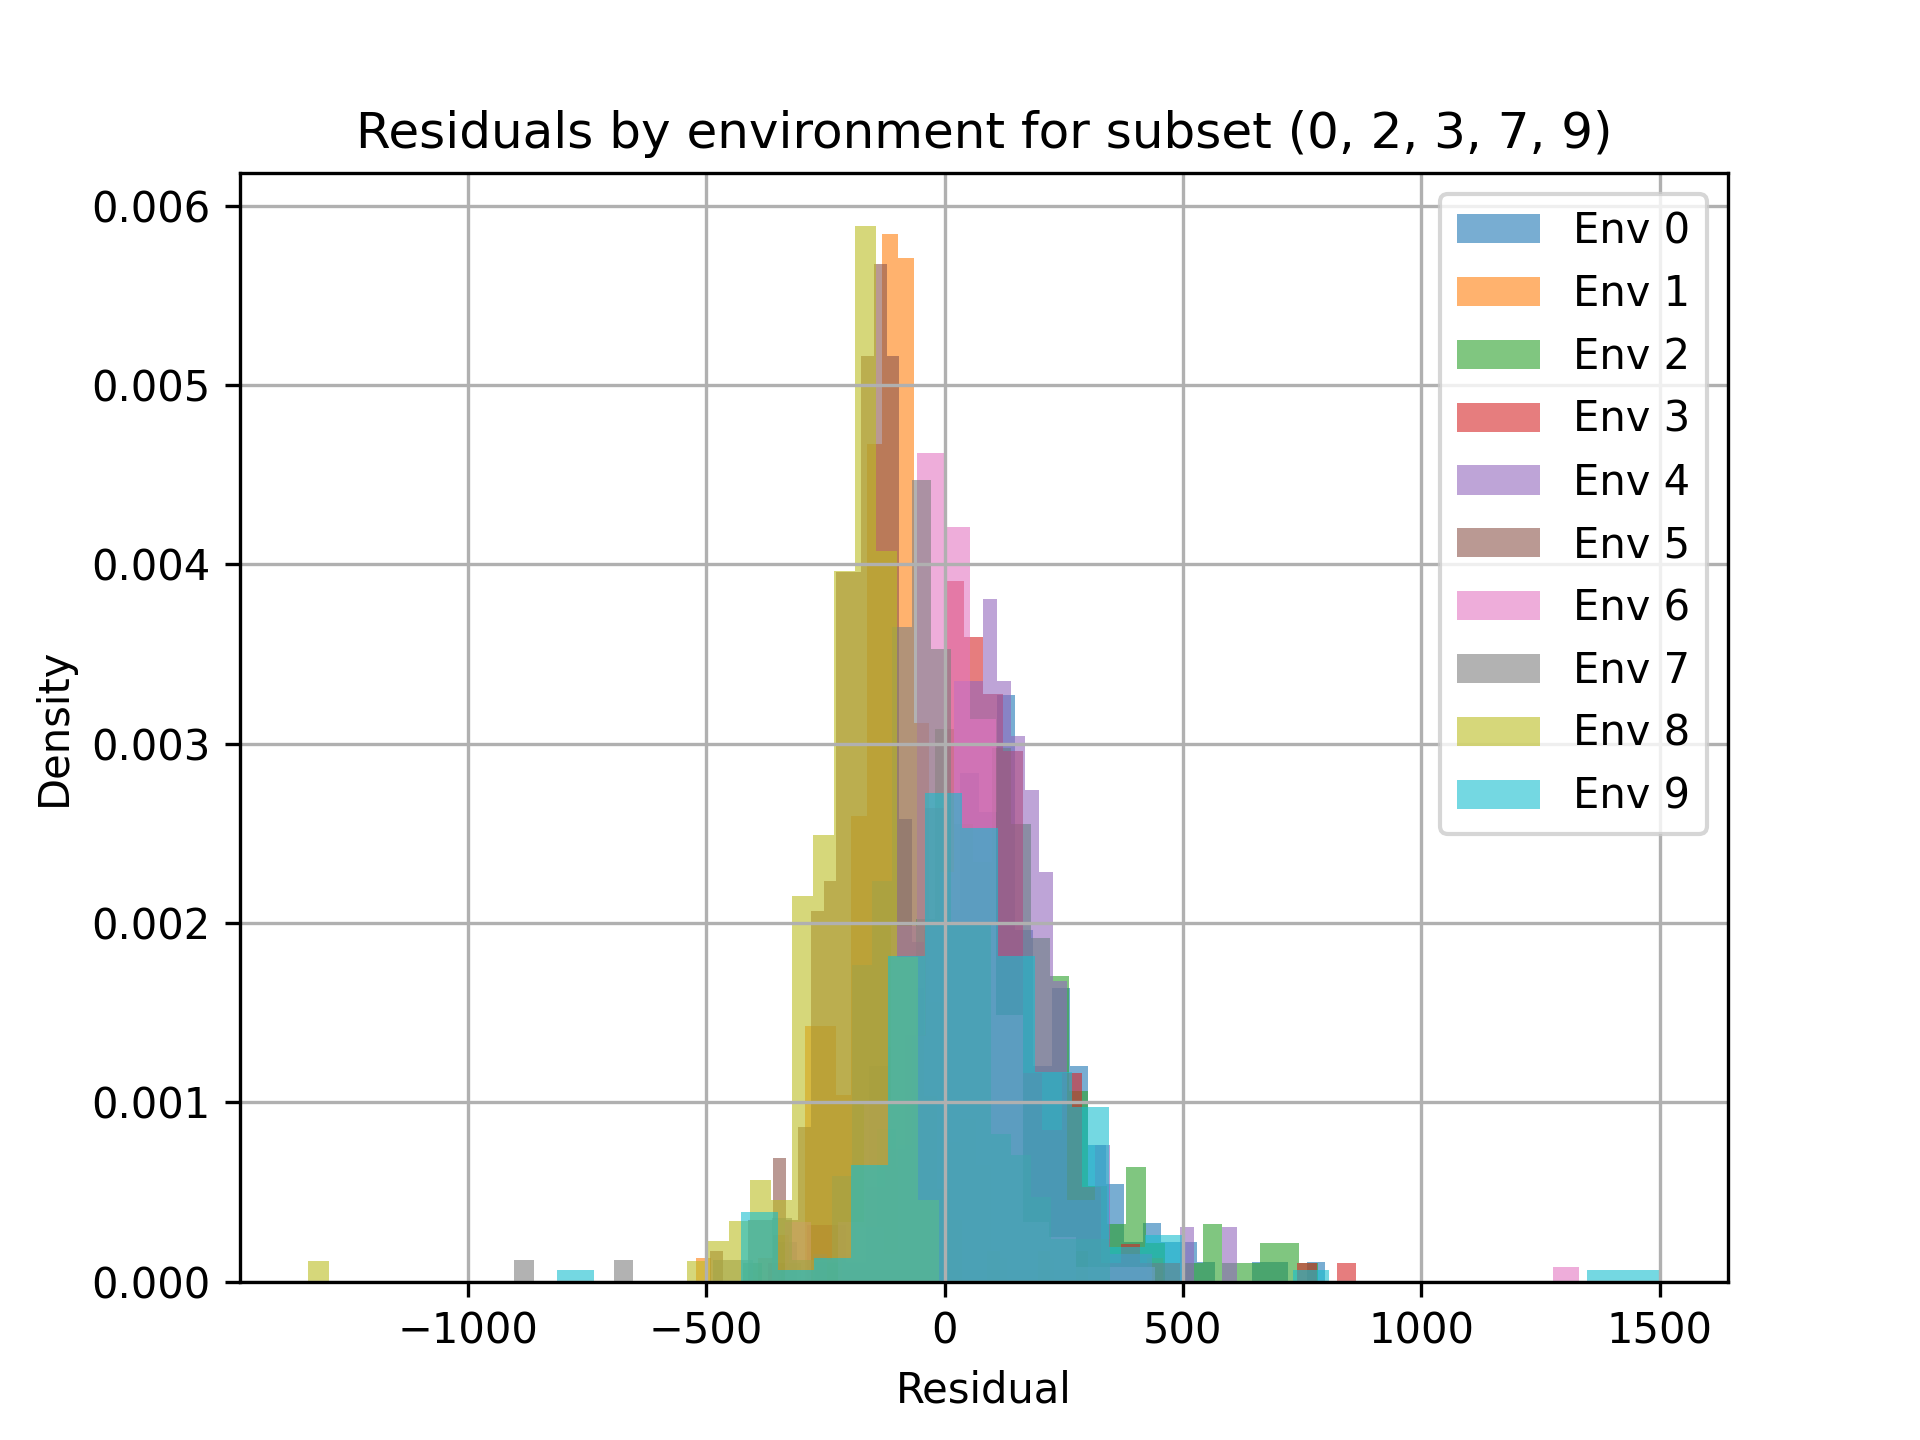 Residuals by environment for subset (0, 2, 3, 7, 9)
0.006
0.005
0.004
0.003
0.002
0.001
0.000
Density
Env 0
Env 1
Env 2
Env 3
Env 4
Env 5
Env 6
Env 7
Env 8
Env 9
−1000 −500 0 500 1000 1500
Residual